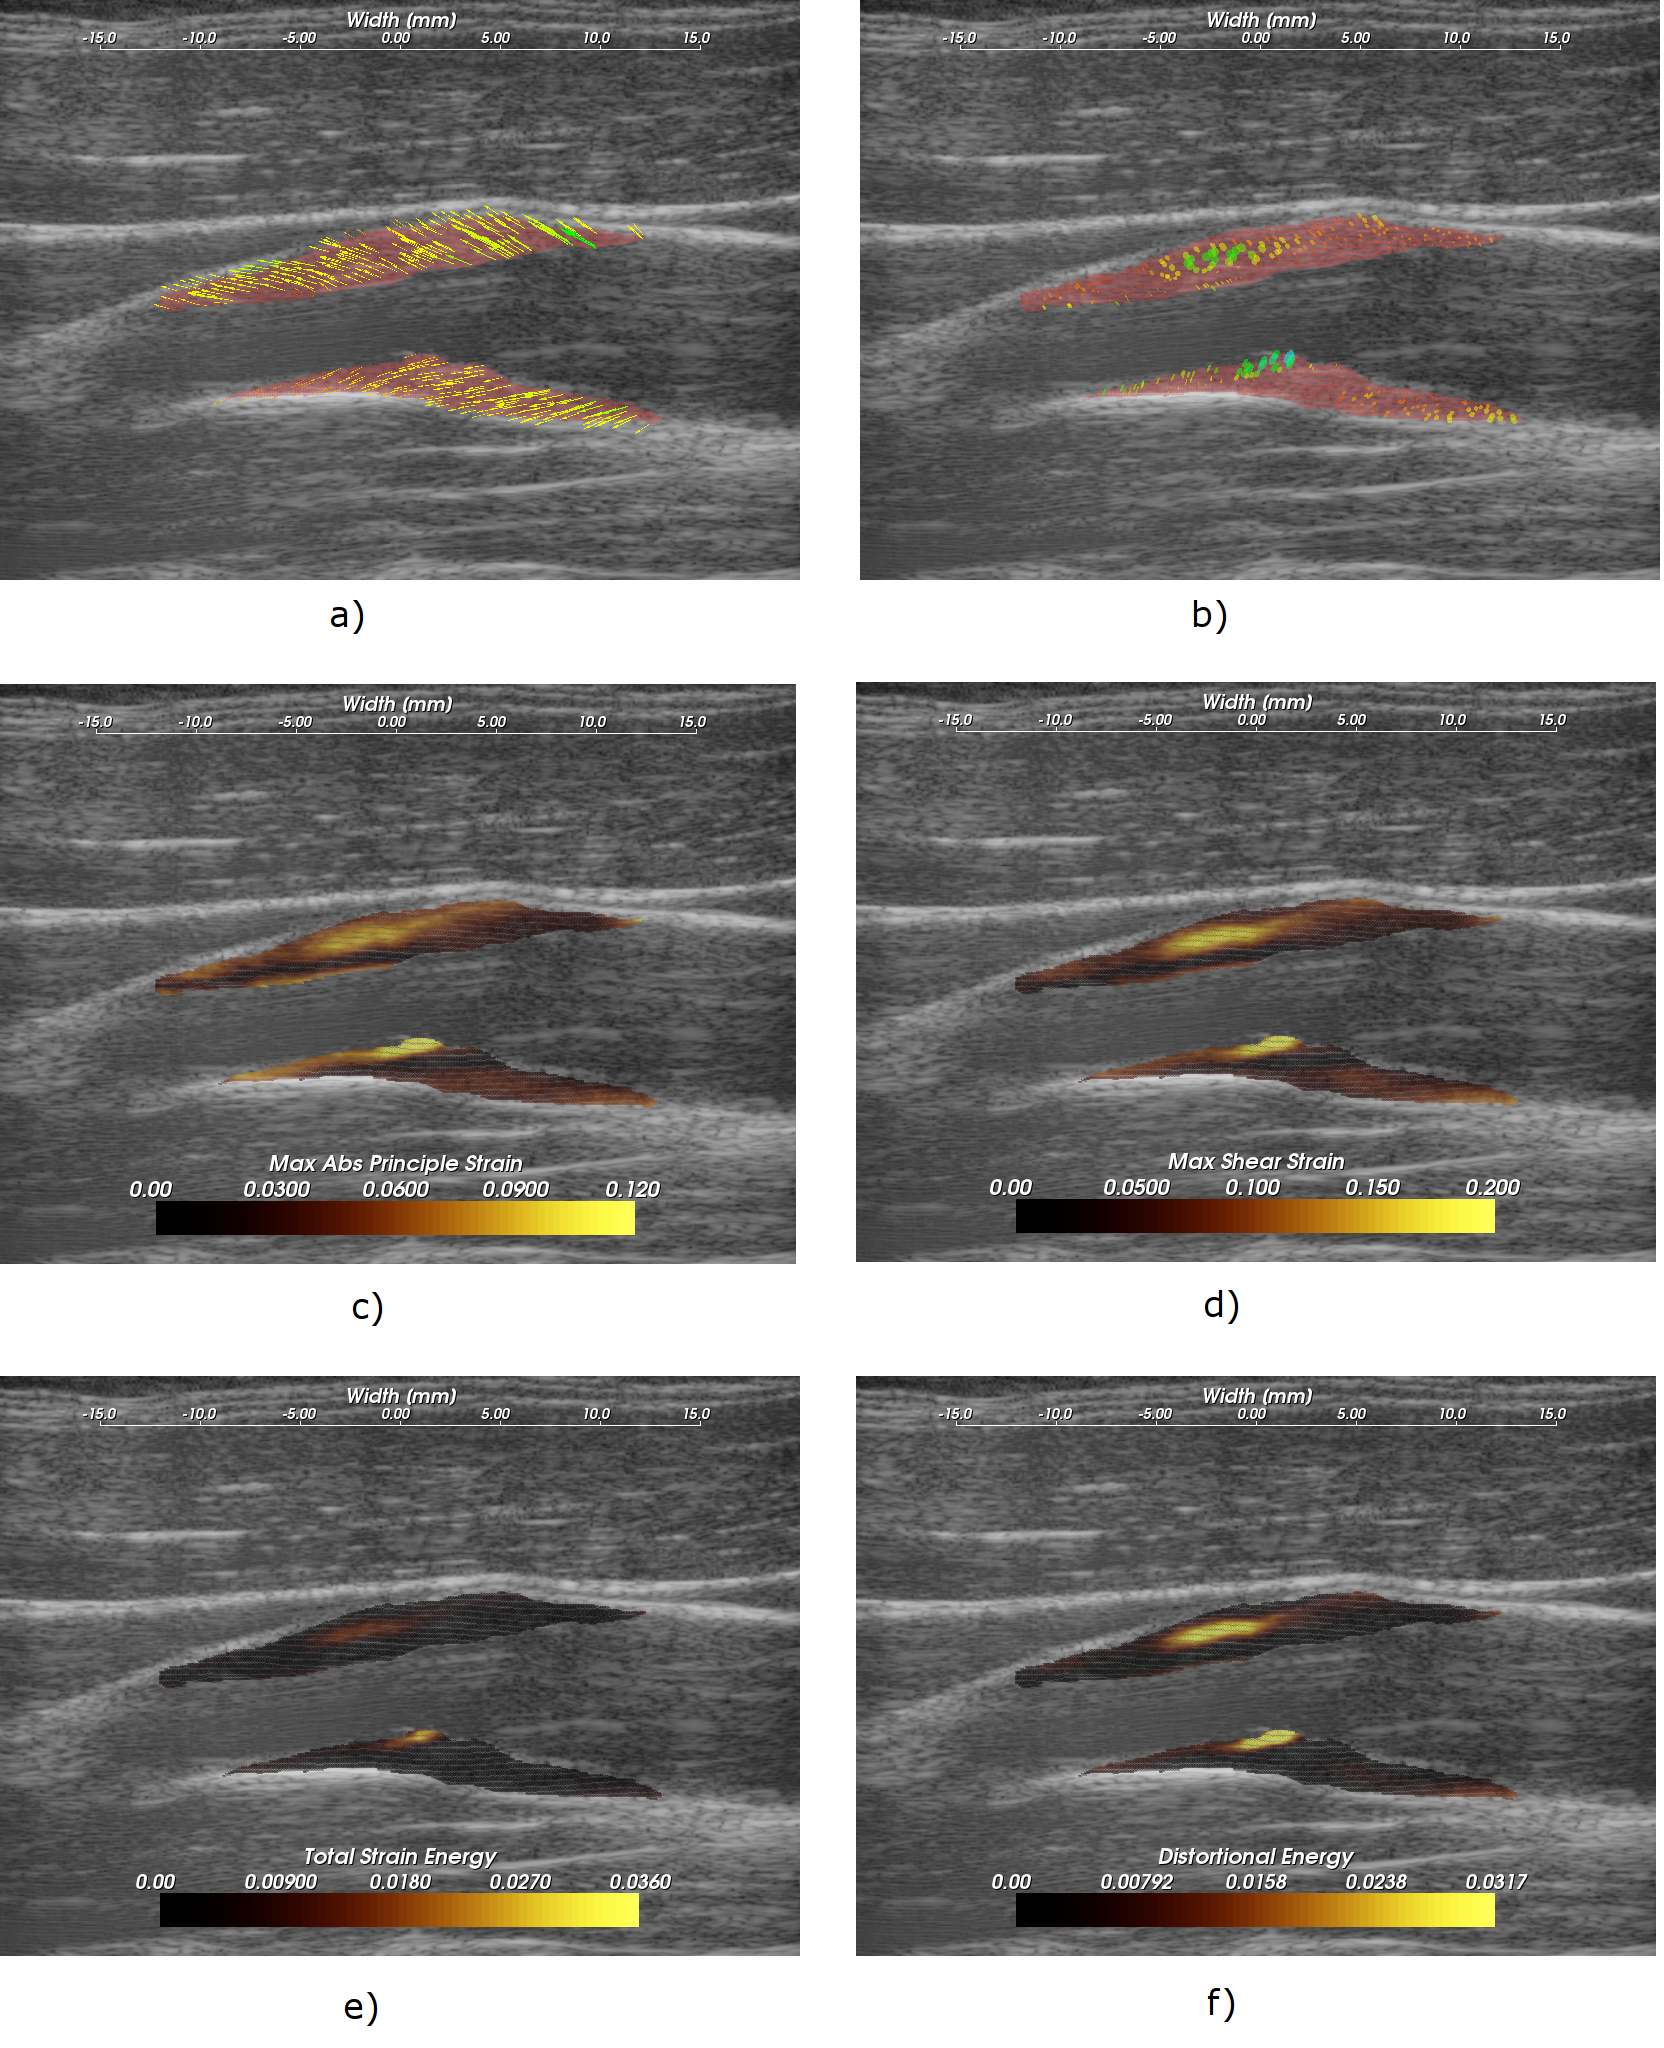 Width (mm)
-15.0 -10.0 -5.00 0.00 5.00 10.0 15.0
a)
Width (mm)
-15.0 -10.0 -5.00 0.00 5.00 10.0 15.0
b)
Width (mm)
-15.0 -10.0 -5.00 0.00 5.00 10.0 15.0
Max Abs Principle Strain
0.00 0.0300 0.0600 0.0900 0.120
c)
Width (mm)
-15.0 -10.0 -5.00 0.00 5.00 10.0 15.0
Max Shear Strain
0.00 0.0500 0.100 0.150 0.200
d)
Width (mm)
-15.0 -10.0 -5.00 0.00 5.00 10.0 15.0
Total Strain Energy
0.00 0.00900 0.0180 0.0270 0.0360
e)
Width (mm)
-15.0 -10.0 -5.00 0.00 5.00 10.0 15.0
Distortional Energy
0.00 0.00792 0.0158 0.0238 0.0317
f)